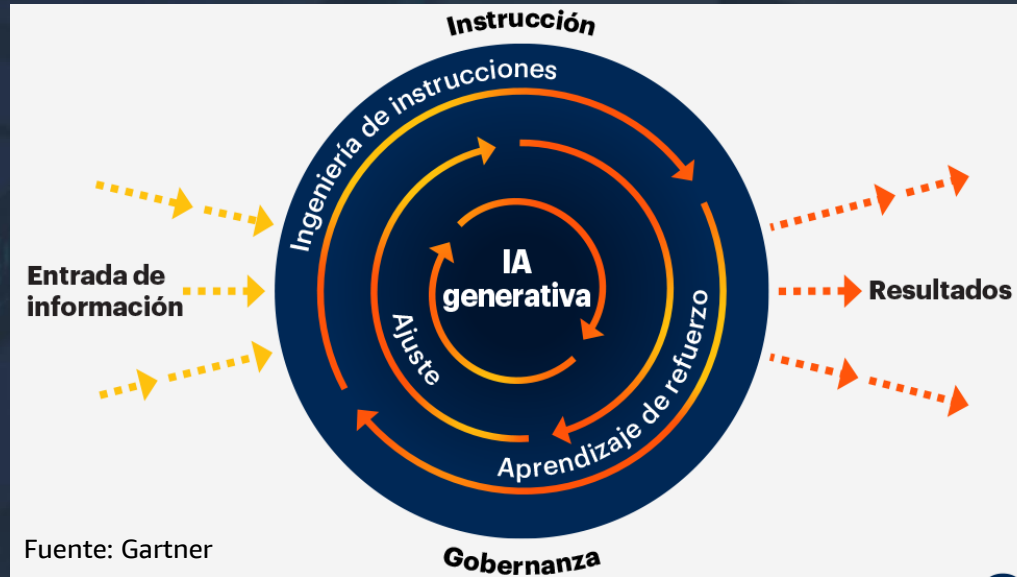 Instrucción
Ingeniería de instrucciones
IA
generativa
Entrada de
información
Resultados
Ajuste
Aprendizaje de refuerzo
Fuente: Gartner
Gobernanza